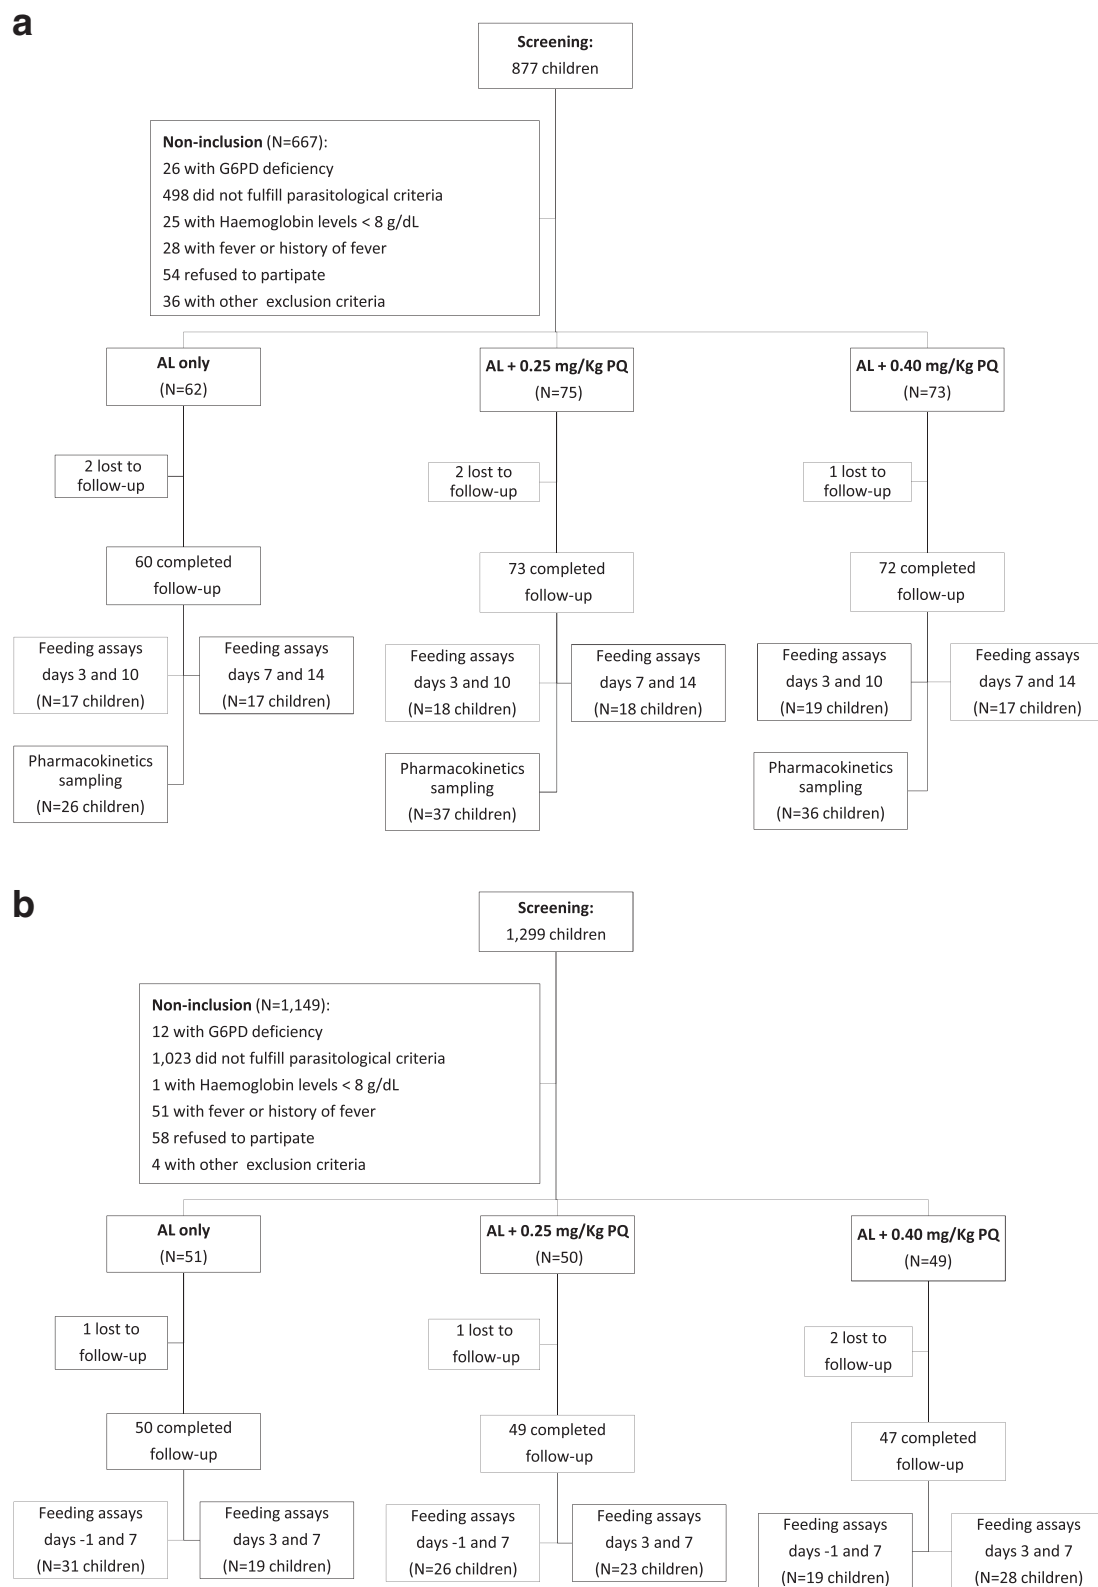 a
Screening:
877 children
Non-inclusion (N=667):
26 with G6PD deficiency
498 did not fulfill parasitological criteria
25 with Haemoglobin levels < 8 g/dL
28 with fever or history of fever
54 refused to partipate
36 with other exclusion criteria
AL only
(N=62)
AL + 0.25 mg/Kg PQ
(N=75)
AL + 0.40 mg/Kg PQ
(N=73)
2 lost to
follow-up
2 lost to
follow-up
1 lost to
follow-up
60 completed
follow-up
73 completed
follow-up
72 completed
follow-up
Feeding assays
days 3 and 10
(N=17 children)
Feeding assays
days 7 and 14
(N=17 children)
Feeding assays
days 3 and 10
(N=18 children)
Feeding assays
days 7 and 14
(N=18 children)
Feeding assays
days 3 and 10
(N=19 children)
Feeding assays
days 7 and 14
(N=17 children)
Pharmacokinetics
sampling
(N=26 children)
Pharmacokinetics
sampling
(N=37 children)
Pharmacokinetics
sampling
(N=36 children)
b
Screening:
1,299 children
Non-inclusion (N=1,149):
12 with G6PD deficiency
1,023 did not fulfill parasitological criteria
1 with Haemoglobin levels < 8 g/dL
51 with fever or history of fever
58 refused to partipate
4 with other exclusion criteria
AL only
(N=51)
AL + 0.25 mg/Kg PQ
(N=50)
AL + 0.40 mg/Kg PQ
(N=49)
1 lost to
follow-up
1 lost to
follow-up
2 lost to
follow-up
50 completed
follow-up
49 completed
follow-up
47 completed
follow-up
Feeding assays
days -1 and 7
(N=31 children)
Feeding assays
days 3 and 7
(N=19 children)
Feeding assays
days -1 and 7
(N=26 children)
Feeding assays
days 3 and 7
(N=23 children)
Feeding assays
days -1 and 7
(N=19 children)
Feeding assays
days 3 and 7
(N=28 children)